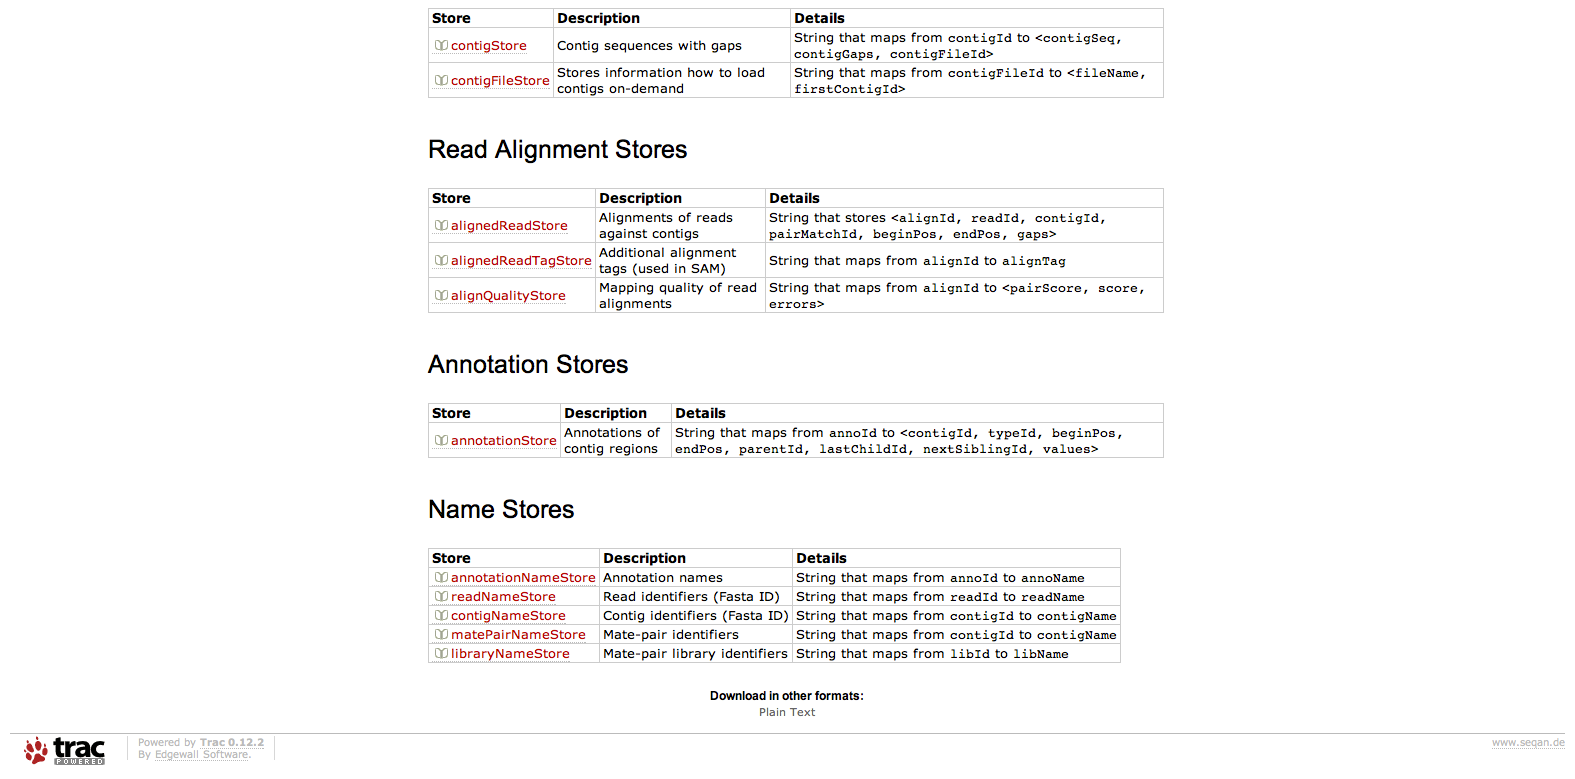 Store Description Details
contigStore Contig sequences with gaps String that maps from contigId to <contigSeq,
contigGaps, contigFileId>
contigFileStore Stores information how to load String that maps from contigFileId to <fileName,
contigs on-demand firstContigId>
Read Alignment Stores
Store Description Details
alignedReadStore Alignments of reads String that stores <alignId, readId, contigId,
against contigs pairMatchId, beginPos, endPos, gaps>
alignedReadTagStore Additional alignment String that maps from alignId to alignTag
tags (used in SAM)
alignQualityStore Mapping quality of read String that maps from alignId to <pairScore, score,
alignments errors>
Annotation Stores
Store Description Details
annotationStore Annotations of String that maps from annoId to <contigId, typeId, beginPos,
contig regions endPos, parentId, lastChildId, nextSiblingId, values>
Name Stores
Store Description Details
annotationNameStore Annotation names String that maps from annoId to annoName
readNameStore Read identifiers (Fasta ID) String that maps from readId to readName
contigNameStore Contig identifiers (Fasta ID) String that maps from contigId to contigName
matePairNameStore Mate-pair identifiers String that maps from contigId to contigName
libraryNameStore Mate-pair library identifiers String that maps from libId to libName
Download in other formats:
Plain Text
trac POWERED
Powered by Trac 0.12.2
By Edgewall Software.
www.seqan.de